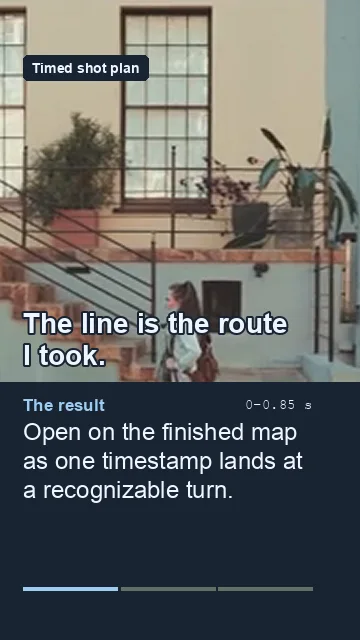 Timed shot plan
The line is the route
I took.
The result
0–0.85 s
Open on the finished map
as one timestamp lands at
a recognizable turn.